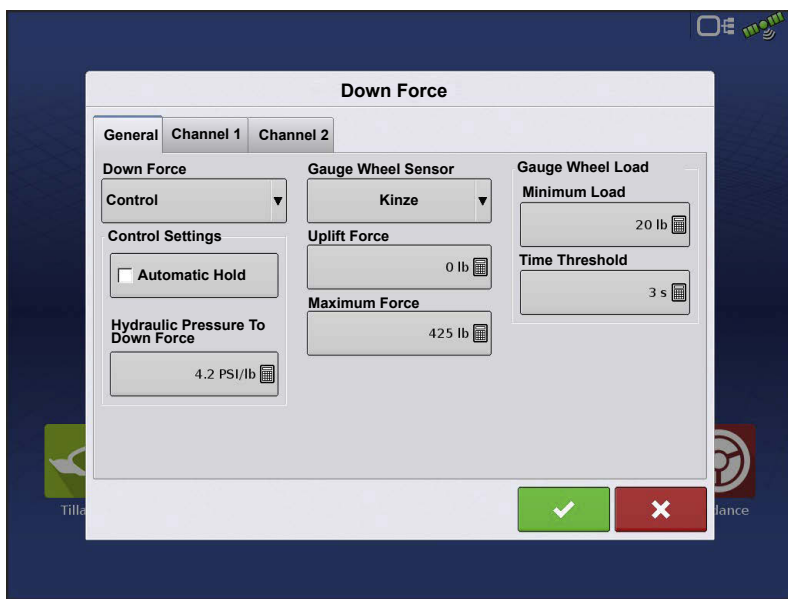 Down Force
General
Channel 1
Channel 2
Down Force
Control
Control Settings
Automatic Hold
Hydraulic Pressure To
Down Force
4.2 PSI/lb
Gauge Wheel Sensor
Kinze
Uplift Force
0 lb
Maximum Force
425 lb
Gauge Wheel Load
Minimum Load
20 lb
Time Threshold
3 s
Tilla
dance